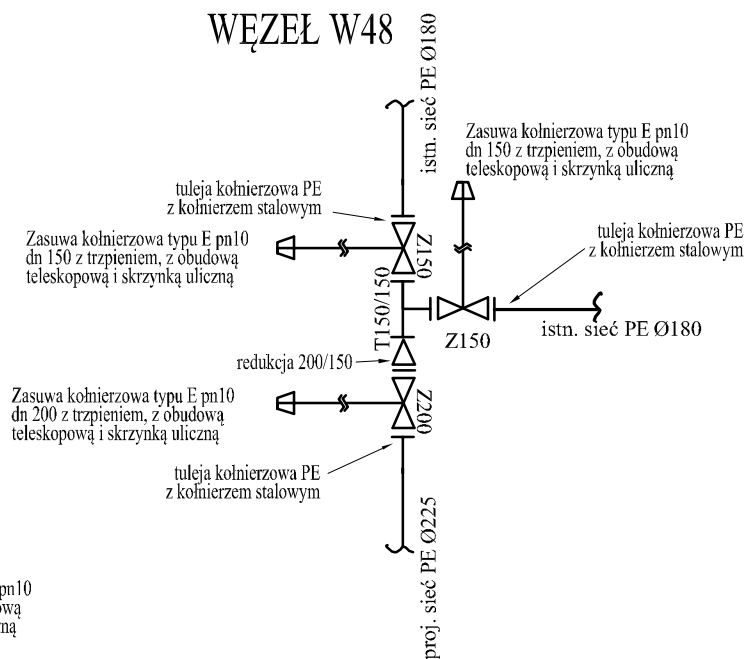 WĘZEŁ W48
istn. sieć PE Ø180
Zasuwa kołnierzowa typu E pn10
dn 150 z trzpieniem, z obudową
teleskopową i skrzynką uliczną
tuleja kołnierzowa PE
z kołnierzem stalowym
Zasuwa kołnierzowa typu E pn10
dn 150 z trzpieniem, z obudową
teleskopową i skrzynką uliczną
Z150
tuleja kołnierzowa PE
z kołnierzem stalowym
T150/150
Z150
istn. sieć PE Ø180
redukcja 200/150
Zasuwa kołnierzowa typu E pn10
dn 200 z trzpieniem, z obudową
teleskopową i skrzynką uliczną
Z200
tuleja kołnierzowa PE
z kołnierzem stalowym
proj. sieć PE Ø225
pn10
ową
zną